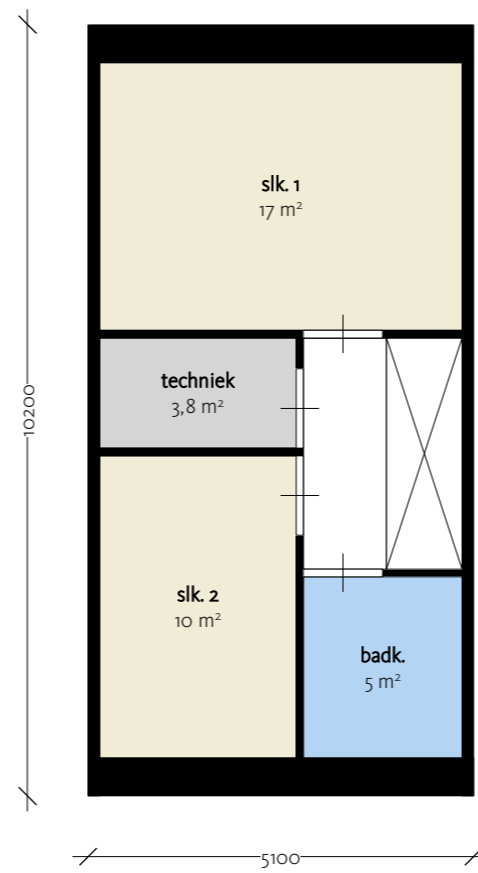 slk. 1
17 m²
techniek
3,8 m²
10200
slk. 2
10 m²
badk.
5 m²
5100